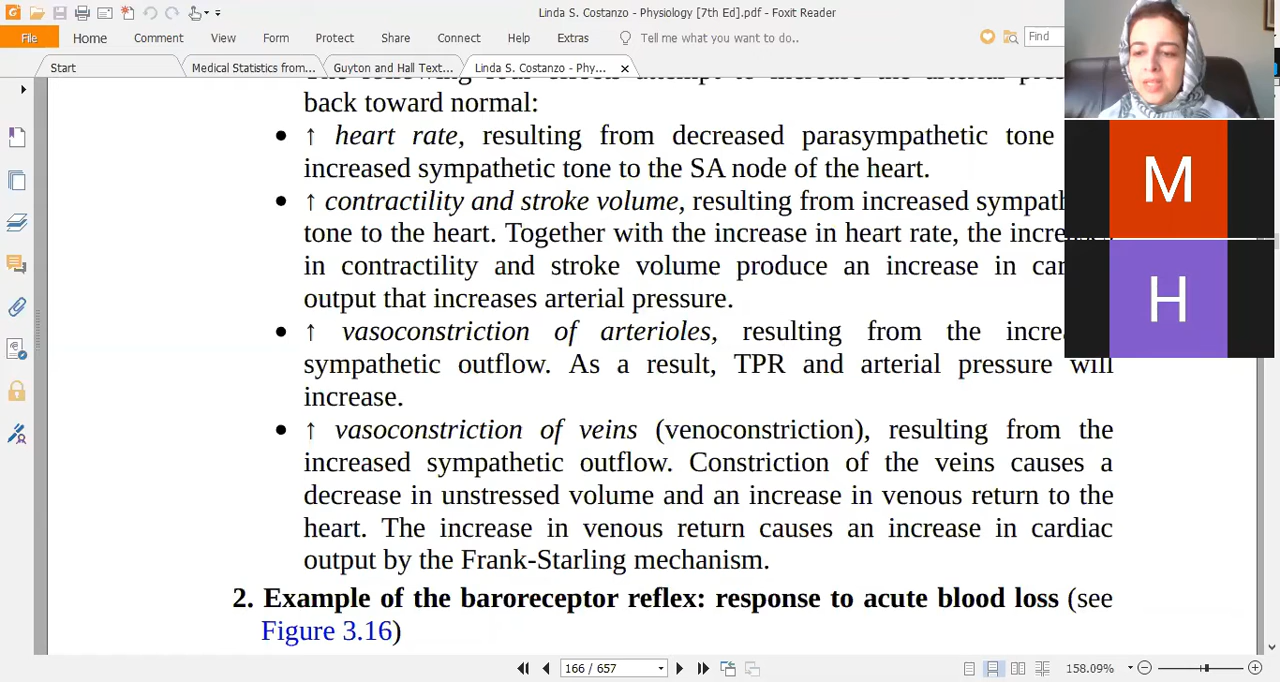 Linda S. Costanzo - Physiology [7th Ed].pdf - Foxit Reader
File Home Comment View Form Protect Share Connect Help Extras Tell me what you want to do.. Find
Start Medical Statistics from... Guyton and Hall Text... Linda S. Costanzo - Phy...
back toward normal:
• ↑ heart rate, resulting from decreased parasympathetic tone
increased sympathetic tone to the SA node of the heart.
• ↑ contractility and stroke volume, resulting from increased
tone to the heart. Together with the increase in heart rate, the
in contractility and stroke volume produce an increase in
output that increases arterial pressure.
• ↑ vasoconstriction of arterioles, resulting from the
sympathetic outflow. As a result, TPR and arterial pressure will
increase.
• ↑ vasoconstriction of veins (venoconstriction), resulting from the
increased sympathetic outflow. Constriction of the veins causes a
decrease in unstressed volume and an increase in venous return to the
heart. The increase in venous return causes an increase in cardiac
output by the Frank-Starling mechanism.
2. Example of the baroreceptor reflex: response to acute blood loss (see
Figure 3.16)
M
H
166 / 657
158.09%